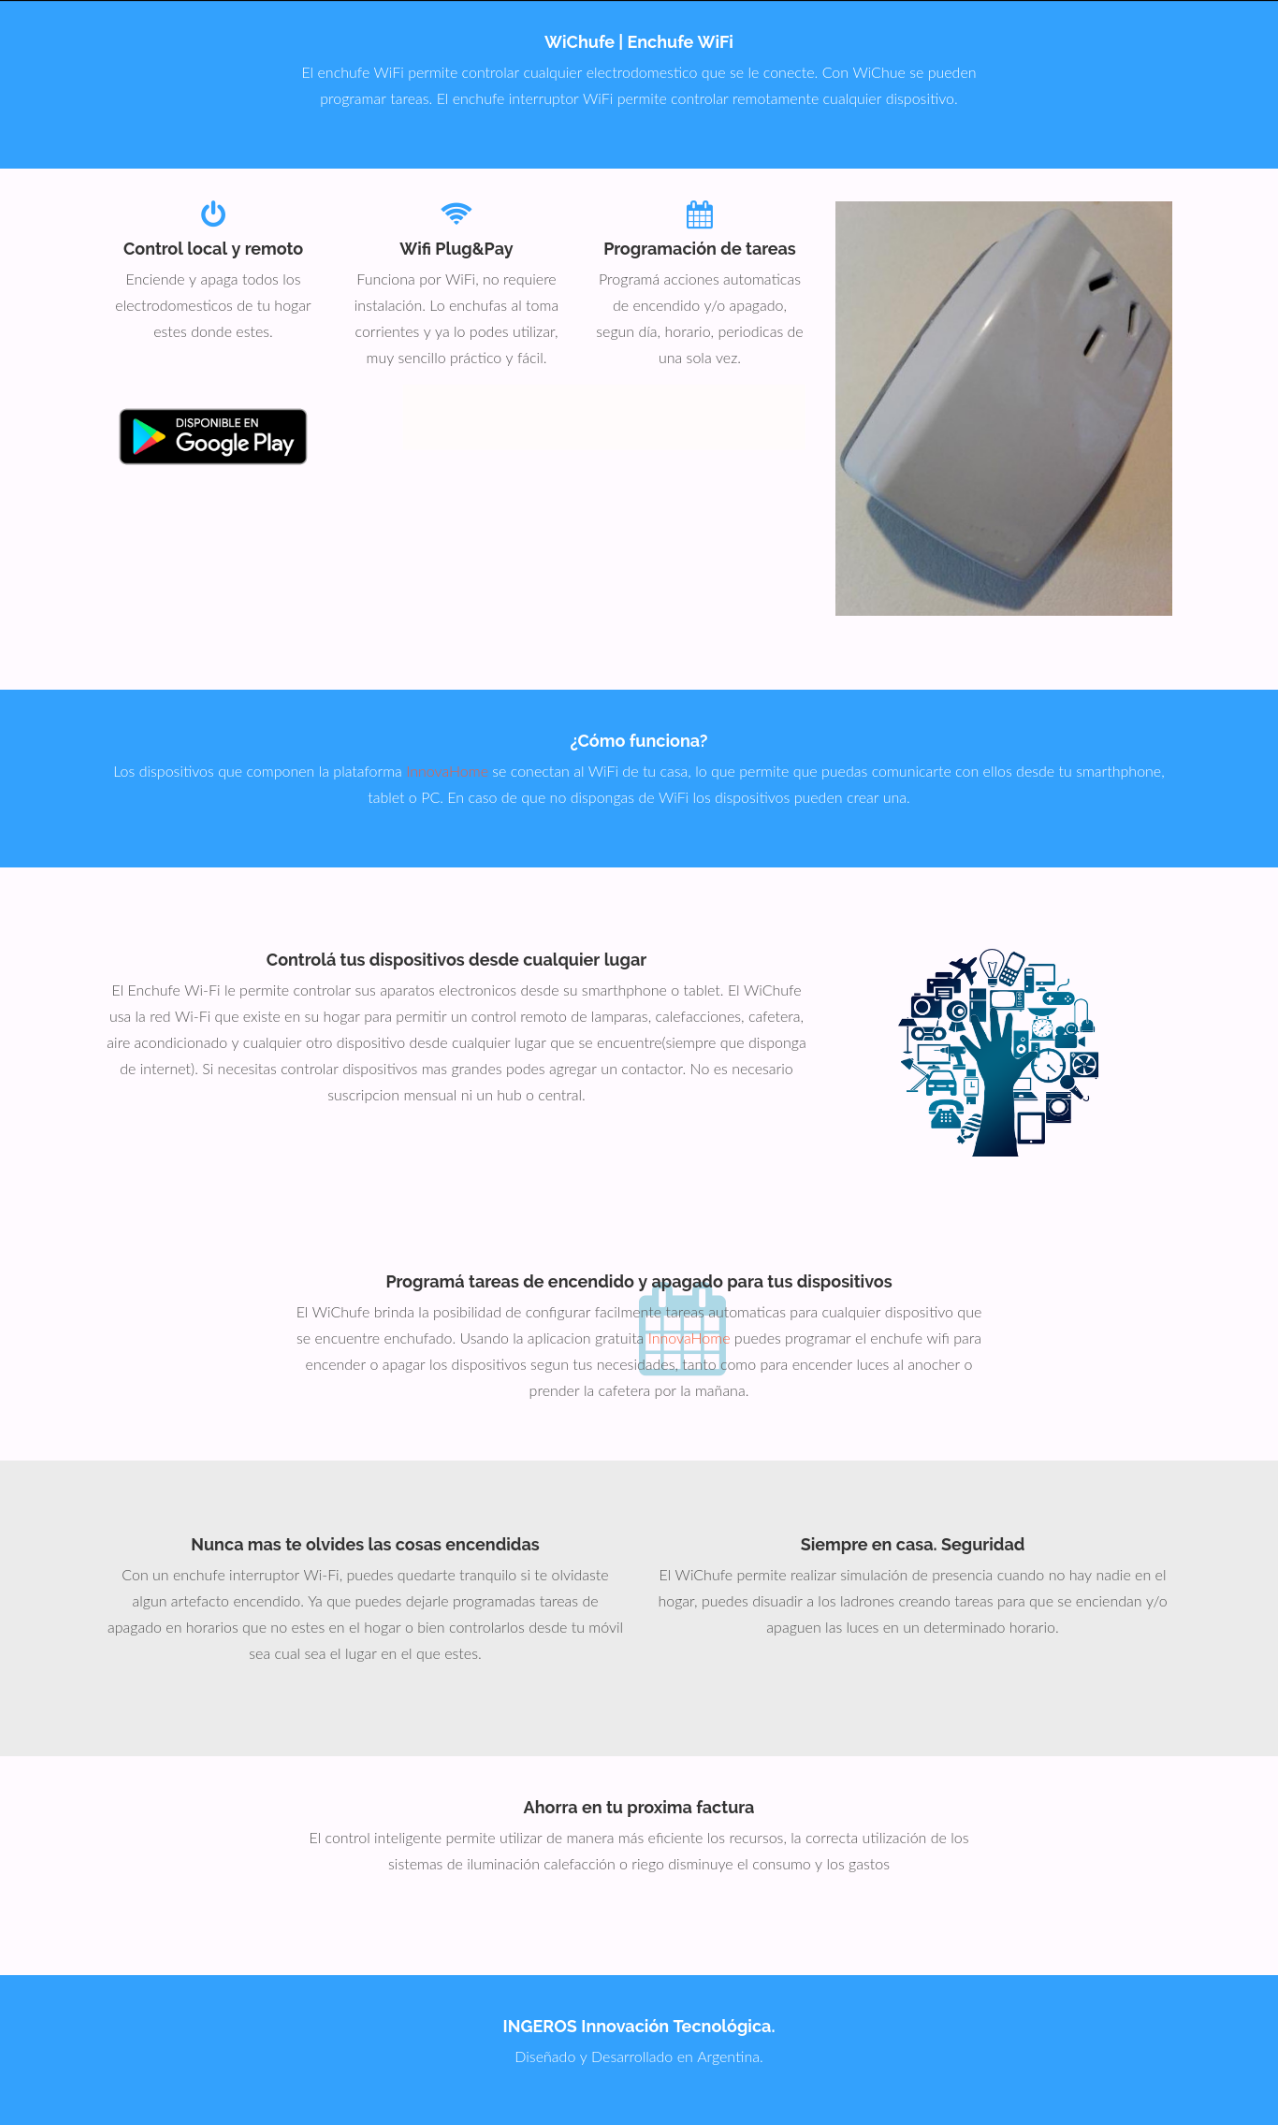 WiChufe | Enchufe WiFi
El enchufe WiFi permite controlar cualquier electrodomestico que se le conecte. Con WiChue se pueden
programar tareas. El enchufe interruptor WiFi permite controlar remotamente cualquier dispositivo.
Control local y remoto
Enciende y apaga todos los
electrodomesticos de tu hogar
estes donde estes.
Wifi Plug&Pay
Funciona por WiFi, no requiere
instalación. Lo enchufas al toma
corrientes y ya lo podes utilizar,
muy sencillo práctico y fácil.
Programación de tareas
Programá acciones automaticas
de encendido y/o apagado,
segun día, horario, periodicas de
una sola vez.
DISPONIBLE EN
Google Play
¿Cómo funciona?
Los dispositivos que componen la plataforma InnovaHome se conectan al WiFi de tu casa, lo que permite que puedas comunicarte con ellos desde tu smarthphone,
tablet o PC. En caso de que no dispongas de WiFi los dispositivos pueden crear una.
Controlá tus dispositivos desde cualquier lugar
El Enchufe Wi-Fi le permite controlar sus aparatos electronicos desde su smarthphone o tablet. El WiChufe
usa la red Wi-Fi que existe en su hogar para permitir un control remoto de lamparas, calefacciones, cafetera,
aire acondicionado y cualquier otro dispositivo desde cualquier lugar que se encuentre(siempre que disponga
de internet). Si necesitas controlar dispositivos mas grandes podes agregar un contactor. No es necesario
suscripcion mensual ni un hub o central.
Programá tareas de encendido y apagado para tus dispositivos
El WiChufe brinda la posibilidad de configurar facilmente tareas automaticas para cualquier dispositivo que
se encuentre enchufado. Usando la aplicacion gratuita InnovaHome puedes programar el enchufe wifi para
encender o apagar los dispositivos segun tus necesidades, tanto como para encender luces al anocher o
prender la cafetera por la mañana.
Nunca mas te olvides las cosas encendidas
Con un enchufe interruptor Wi-Fi, puedes quedarte tranquilo si te olvidaste
algun artefacto encendido. Ya que puedes dejarle programadas tareas de
apagado en horarios que no estes en el hogar o bien controlarlos desde tu móvil
sea cual sea el lugar en el que estes.
Siempre en casa. Seguridad
El WiChufe permite realizar simulación de presencia cuando no hay nadie en el
hogar, puedes disuadir a los ladrones creando tareas para que se enciendan y/o
apaguen las luces en un determinado horario.
Ahorra en tu proxima factura
El control inteligente permite utilizar de manera más eficiente los recursos, la correcta utilización de los
sistemas de iluminación calefacción o riego disminuye el consumo y los gastos
INGEROS Innovación Tecnológica.
Diseñado y Desarrollado en Argentina.